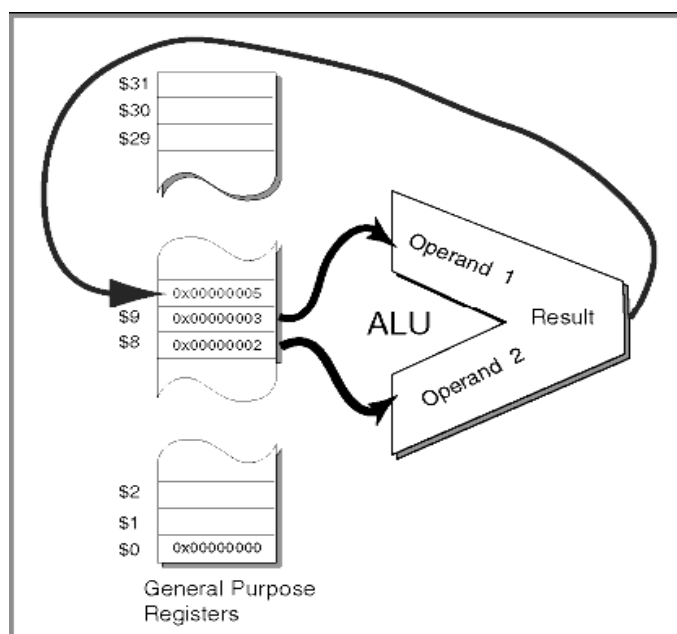 $31
$30
$29
0x00000005
$9 0x00000003
$8 0x00000002
$2
$1
$0 0x00000000
General Purpose
Registers
ALU
Operand 1
Operand 2
Result